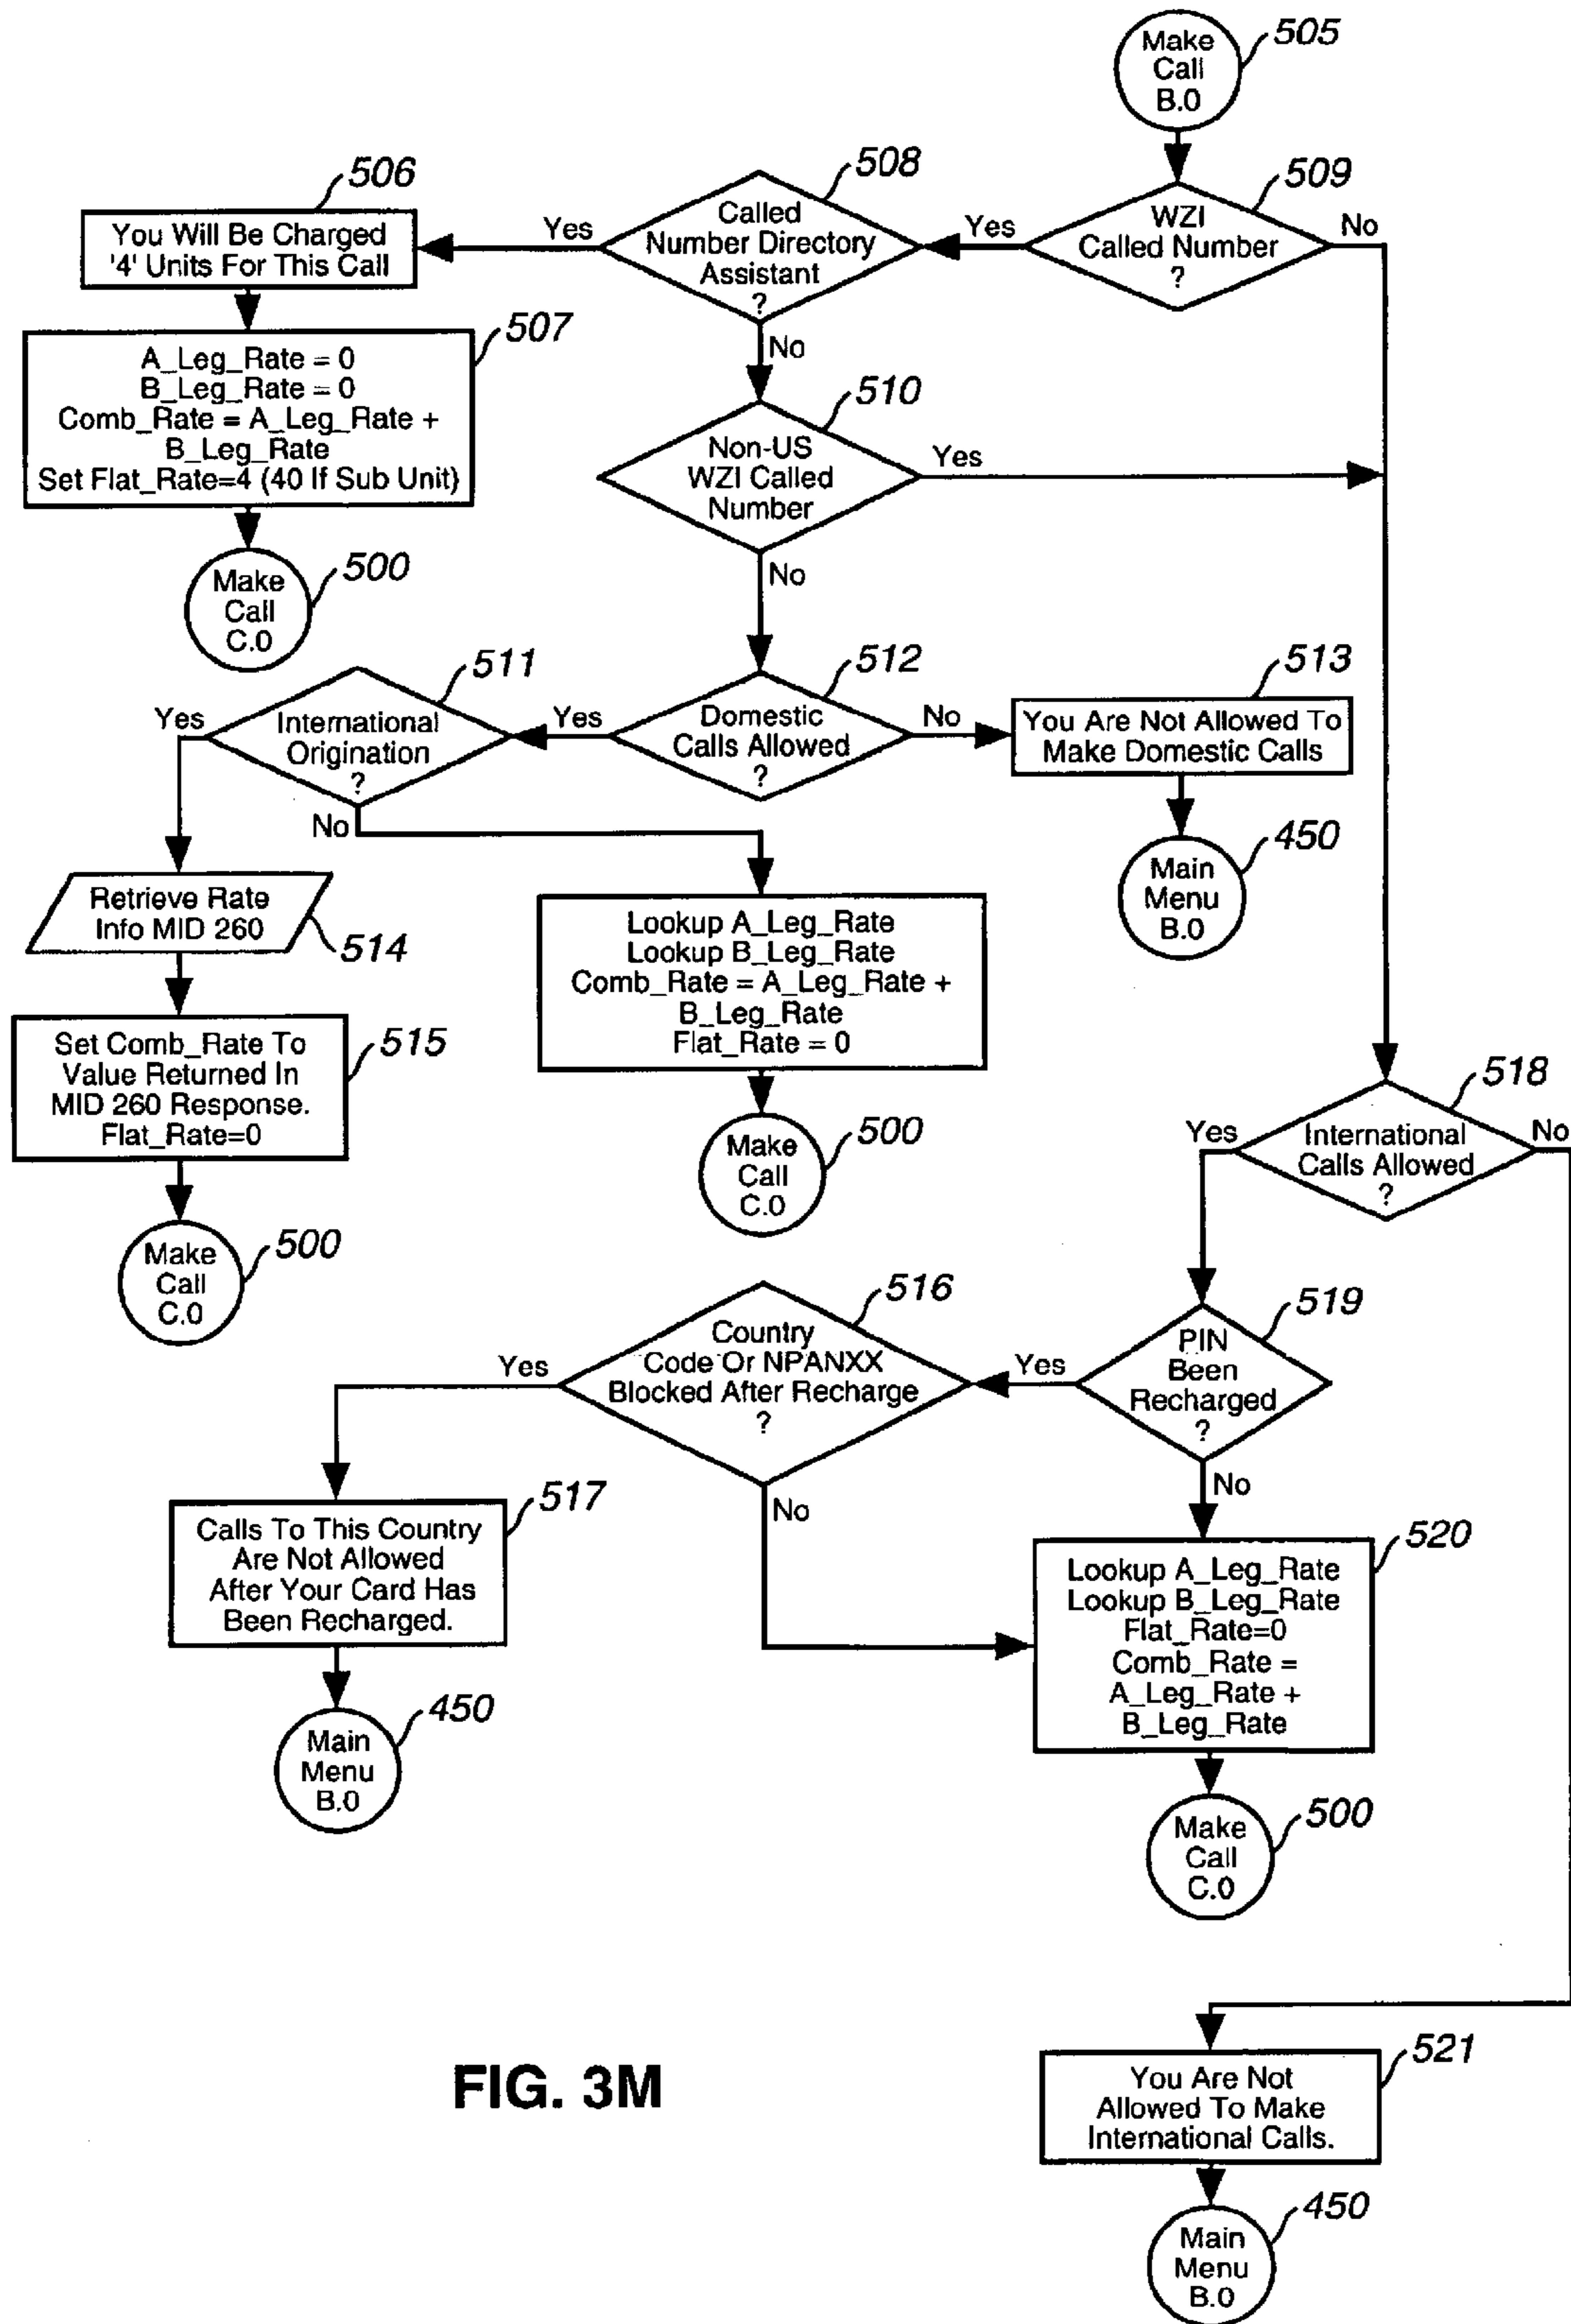 Make
Call
B.0
505
506
508
509
You Will Be Charged
'4' Units For This Call
Yes
Called
Number Directory
Assistant
?
Yes
WZI
Called Number
?
No
507
A_Leg_Rate = 0
B_Leg_Rate = 0
Comb_Rate = A_Leg_Rate +
B_Leg_Rate
Set Flat_Rate=4 (40 If Sub Unit)
No
510
Non-US
WZI Called
Number
Yes
No
Make
Call
C.0
500
511
512
513
Yes
International
Origination
?
Yes
Domestic
Calls Allowed
?
No
You Are Not Allowed To
Make Domestic Calls
No
450
Main
Menu
B.0
Retrieve Rate
Info MID 260
514
Lookup A_Leg_Rate
Lookup B_Leg_Rate
Comb_Rate = A_Leg_Rate +
B_Leg_Rate
Flat_Rate = 0
Set Comb_Rate To
Value Returned In
MID 260 Response.
Flat_Rate=0
515
518
Yes
International
Calls Allowed
?
No
Make
Call
C.0
500
Make
Call
C.0
500
516
519
Yes
Country
Code Or NPANXX
Blocked After Recharge
?
Yes
PIN
Been
Recharged
?
No
No
517
Calls To This Country
Are Not Allowed
After Your Card Has
Been Recharged.
520
Lookup A_Leg_Rate
Lookup B_Leg_Rate
Flat_Rate=0
Comb_Rate =
A_Leg_Rate +
B_Leg_Rate
Main
Menu
B.0
450
Make
Call
C.0
500
521
You Are Not
Allowed To Make
International Calls.
FIG. 3M
Main
Menu
B.0
450